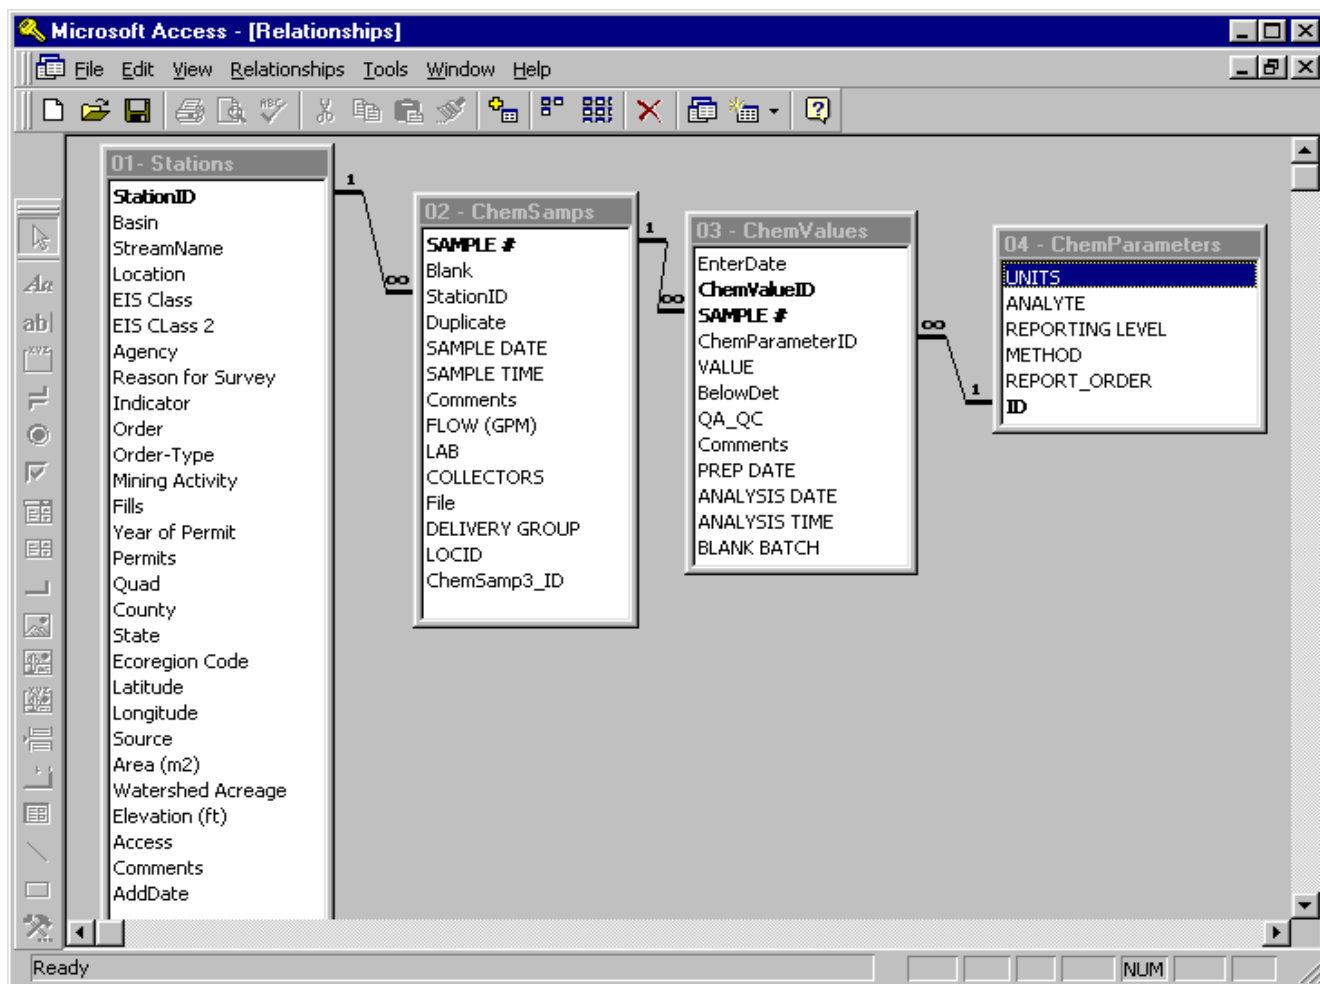 Microsoft Access - [Relationships]
File Edit View Relationships Tools Window Help
ABC
01- Stations
StationID
Basin
StreamName
Location
EIS Class
EIS CLass 2
Agency
Reason for Survey
Indicator
Order
Order-Type
Mining Activity
Fills
Year of Permit
Permits
Quad
County
State
Ecoregion Code
Latitude
Longitude
Source
Area (m2)
Watershed Acreage
Elevation (ft)
Access
Comments
AddDate
1
∞
02 - ChemSamps
SAMPLE #
Blank
StationID
Duplicate
SAMPLE DATE
SAMPLE TIME
Comments
FLOW (GPM)
LAB
COLLECTORS
File
DELIVERY GROUP
LOCID
ChemSamp3_ID
1
∞
03 - ChemValues
EnterDate
ChemValueID
SAMPLE #
ChemParameterID
VALUE
BelowDet
QA_QC
Comments
PREP DATE
ANALYSIS DATE
ANALYSIS TIME
BLANK BATCH
∞
1
04 - ChemParameters
UNITS
ANALYTE
REPORTING LEVEL
METHOD
REPORT_ORDER
ID
Aa
ab|
XYZ
XYZ
Ready
NUM